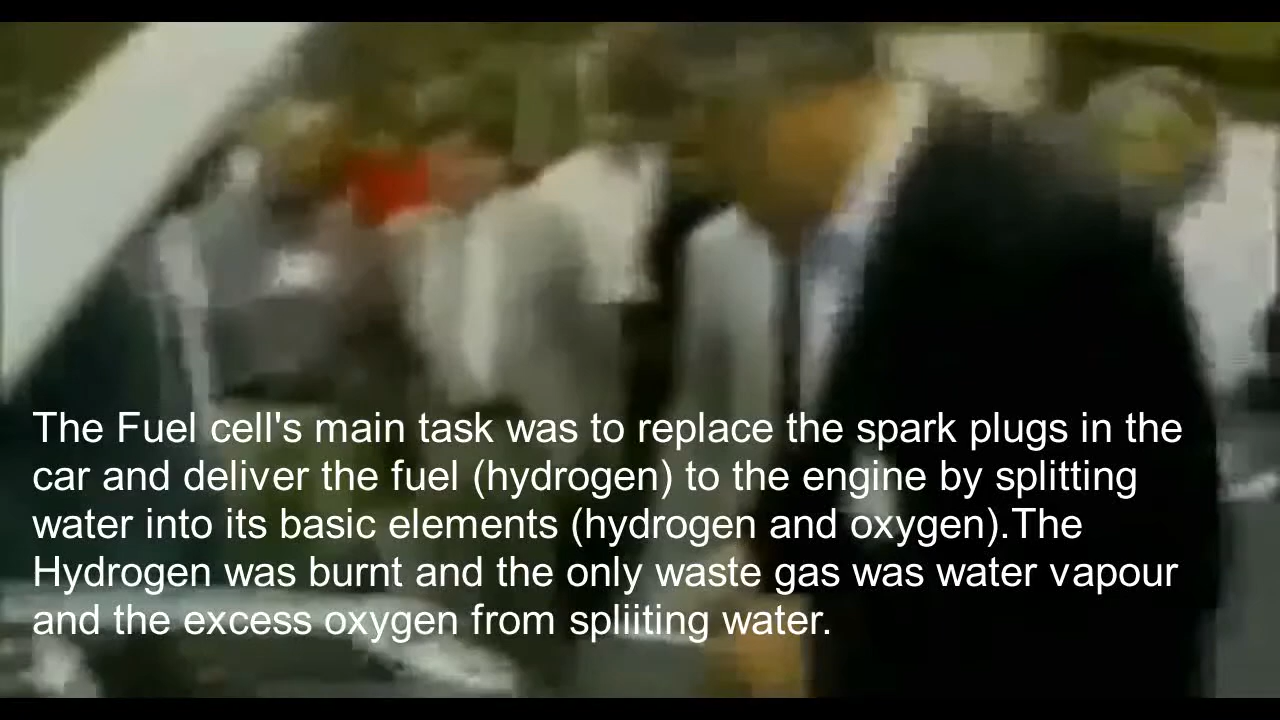 The Fuel cell's main task was to replace the spark plugs in the
car and deliver the fuel (hydrogen) to the engine by splitting
water into its basic elements (hydrogen and oxygen).The
Hydrogen was burnt and the only waste gas was water vapour
and the excess oxygen from spliiting water.